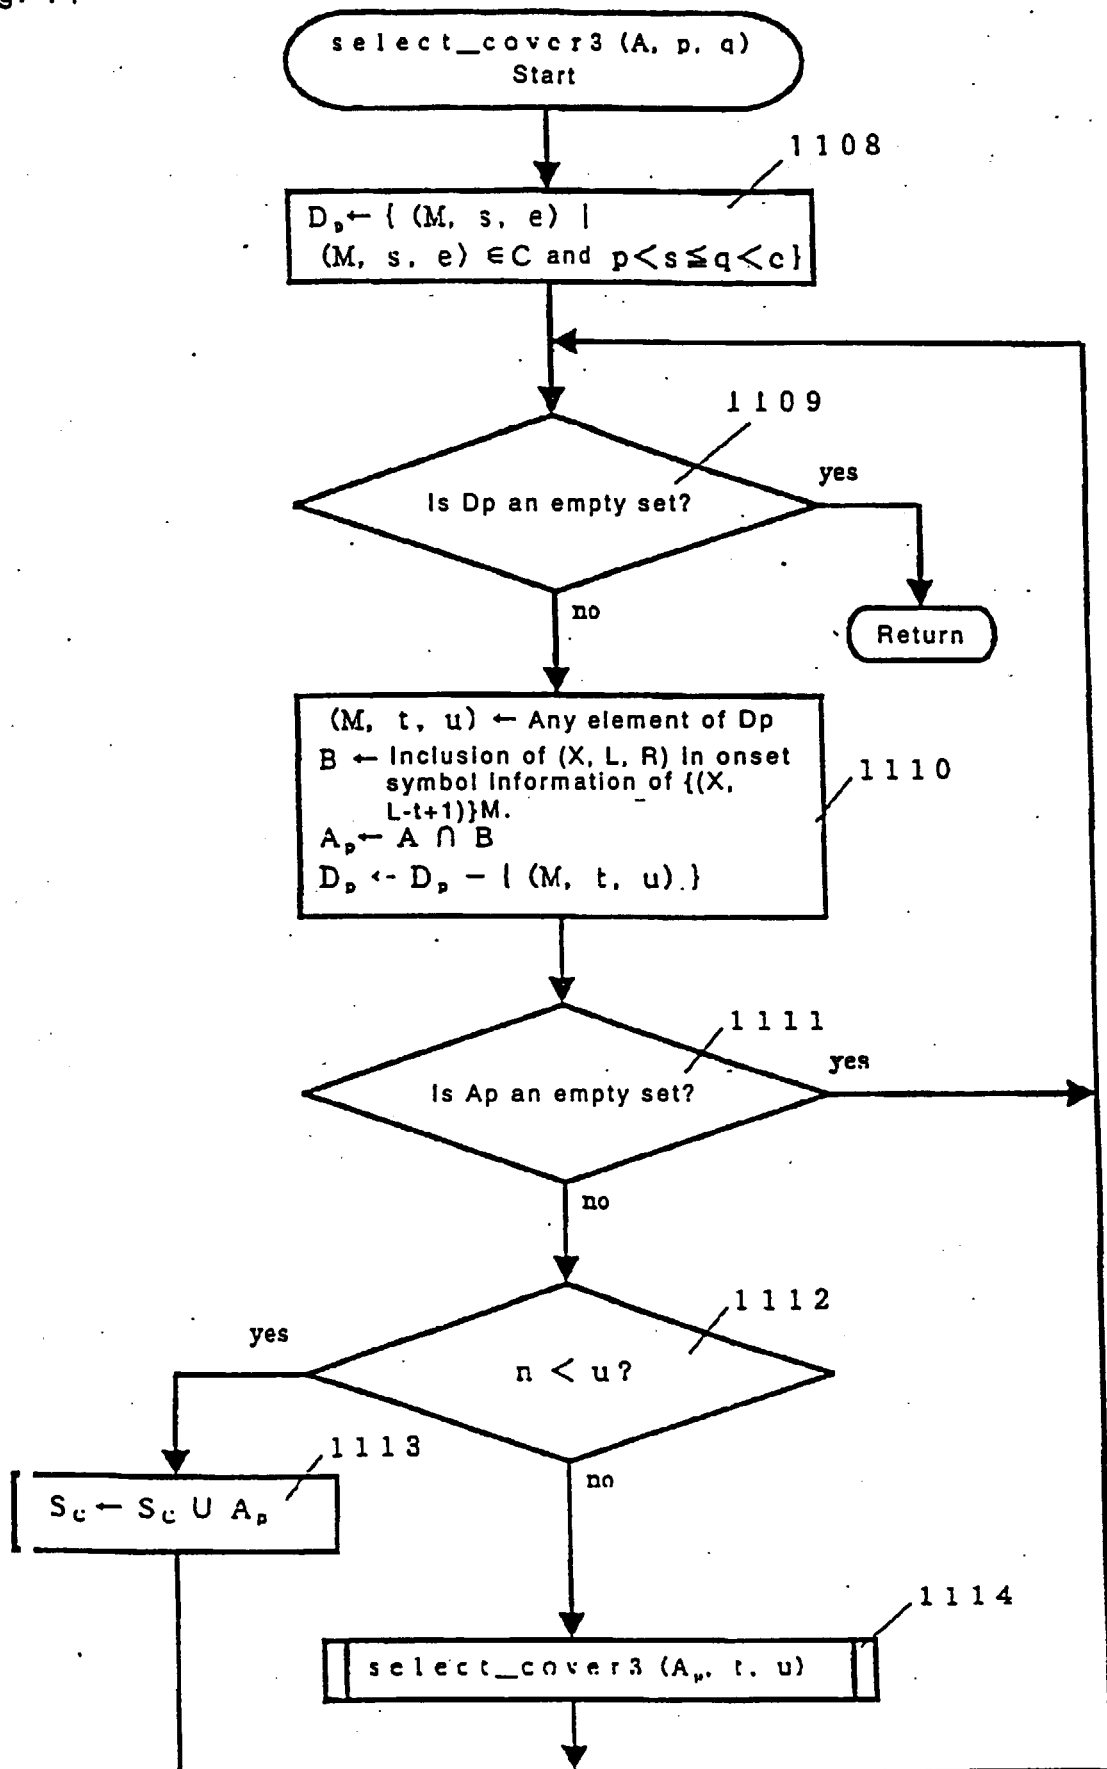 select_cover3 (A, p, q)
Start
1108
Dp← { (M, s, e) |
(M, s, e) ∈C and p<s≦q<c}
1109
Is Dp an empty set?
yes
no
Return
(M, t, u) ← Any element of Dp
B ← Inclusion of (X, L, R) in onset
symbol Information of {(X,
L-t+1)}M.
Ap← A ∩ B
Dp ← Dp − { (M, t, u) }
1110
1111
Is Ap an empty set?
yes
no
1112
n < u?
yes
no
1113
Sc ← Sc ∪ Ap
1114
select_cover3 (Ap, t, u)